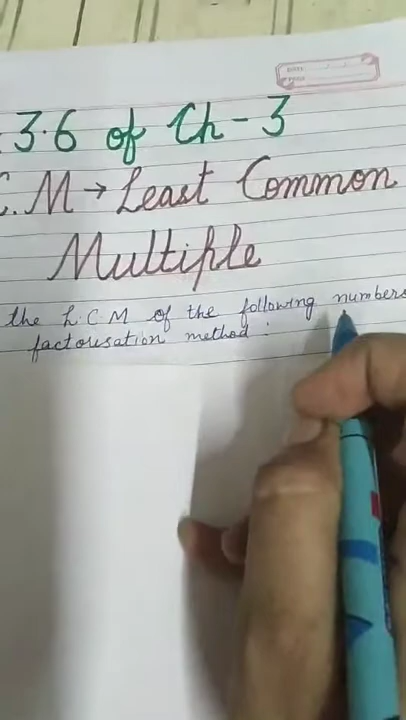 3.6 of Ch-3
C.M → Least Common
Multiple
the L.C.M of the following numbers
factorisation method: